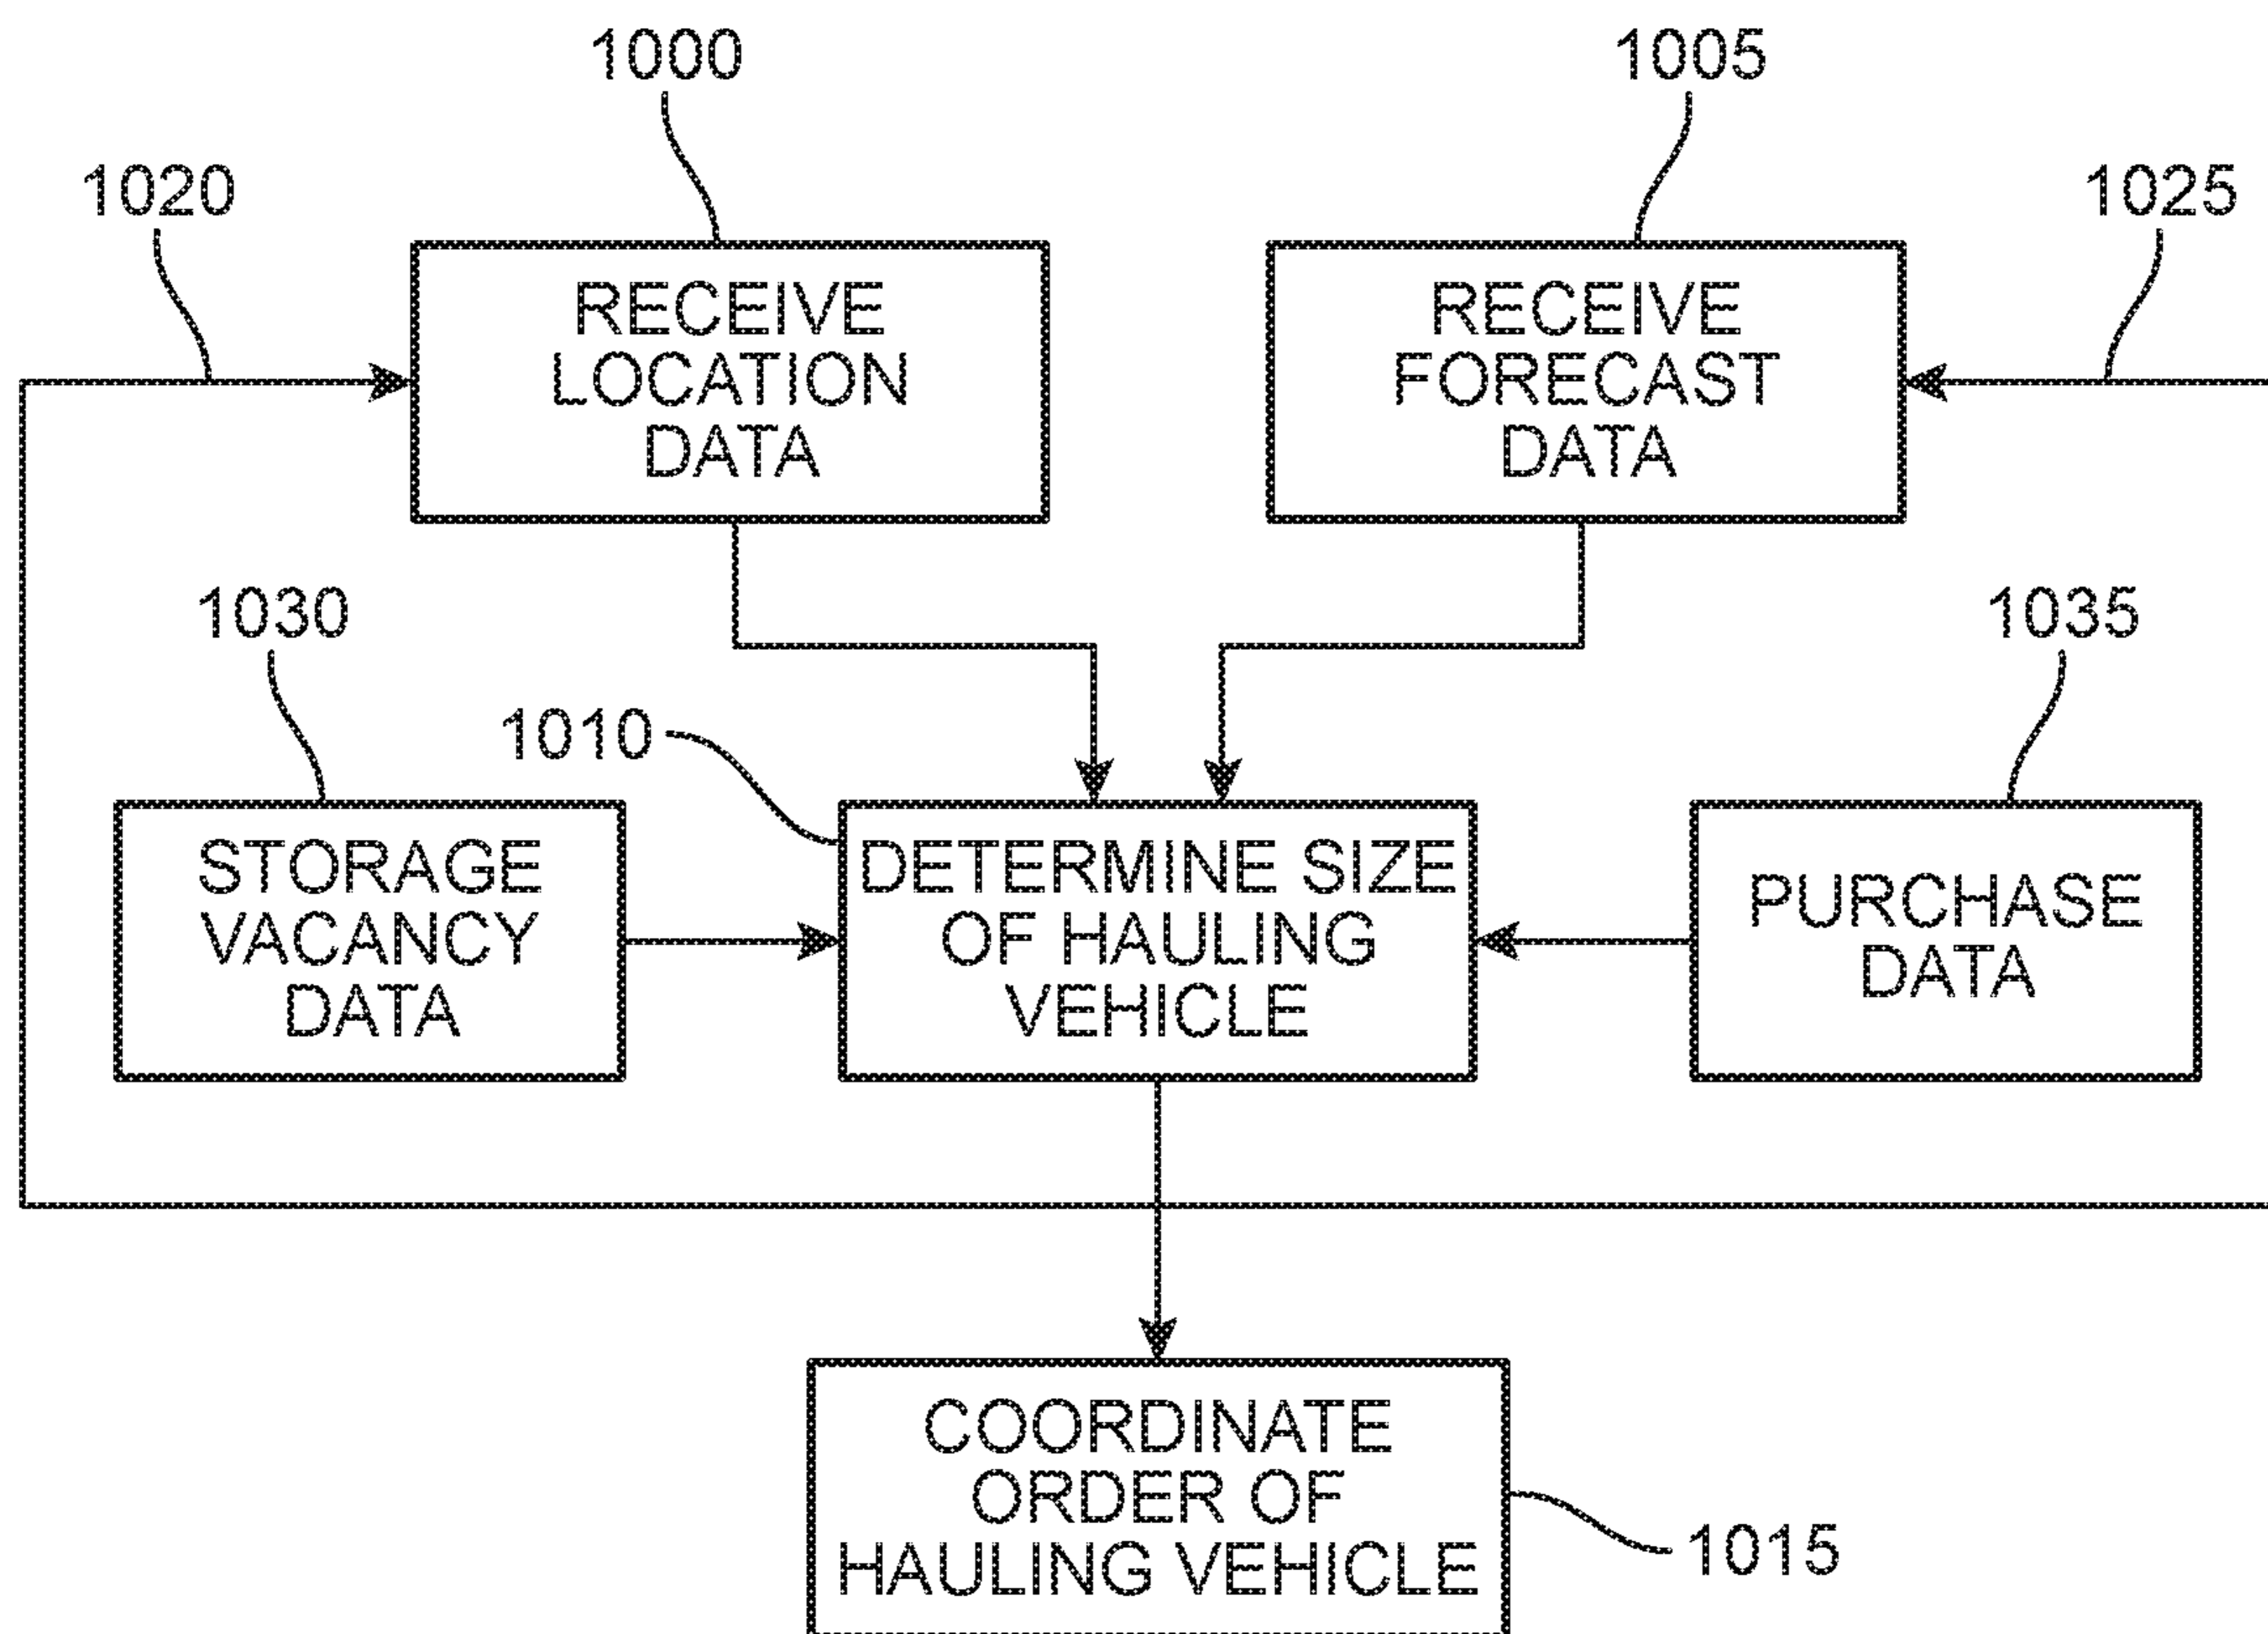 1000
1005
1020
1025
RECEIVE
LOCATION
DATA
RECEIVE
FORECAST
DATA
1030
1035
1010
STORAGE
VACANCY
DATA
DETERMINE SIZE
OF HAULING
VEHICLE
PURCHASE
DATA
COORDINATE
ORDER OF
HAULING VEHICLE
1015